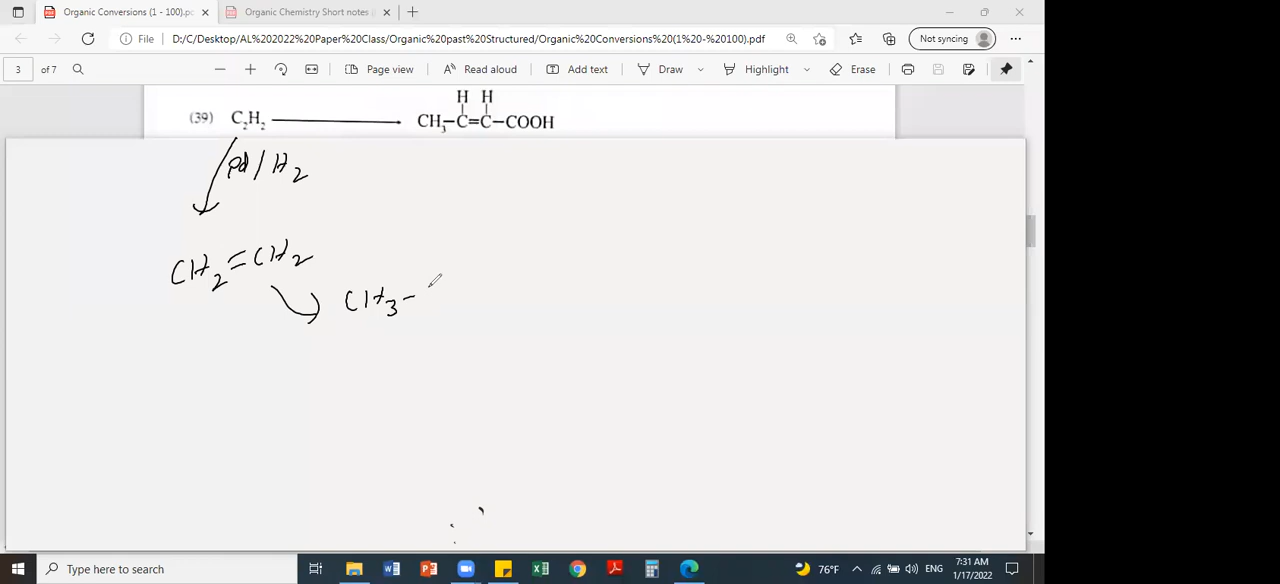 Organic Conversions (1 - 100).pc
Organic Chemistry Short notes (
File D:/C/Desktop/AL%202022%20Paper%20Class/Organic%20past%20Structured/Organic%20Conversions%20(1%20-%20100).pdf
Not syncing
3 of 7 Page view Read aloud Add text Draw Highlight Erase
H H
(39) C₂H₂ CH₃-C=C-COOH
pd/H2
CH2=CH2
CH3-
Type here to search
76°F ENG 7:31 AM
1/17/2022